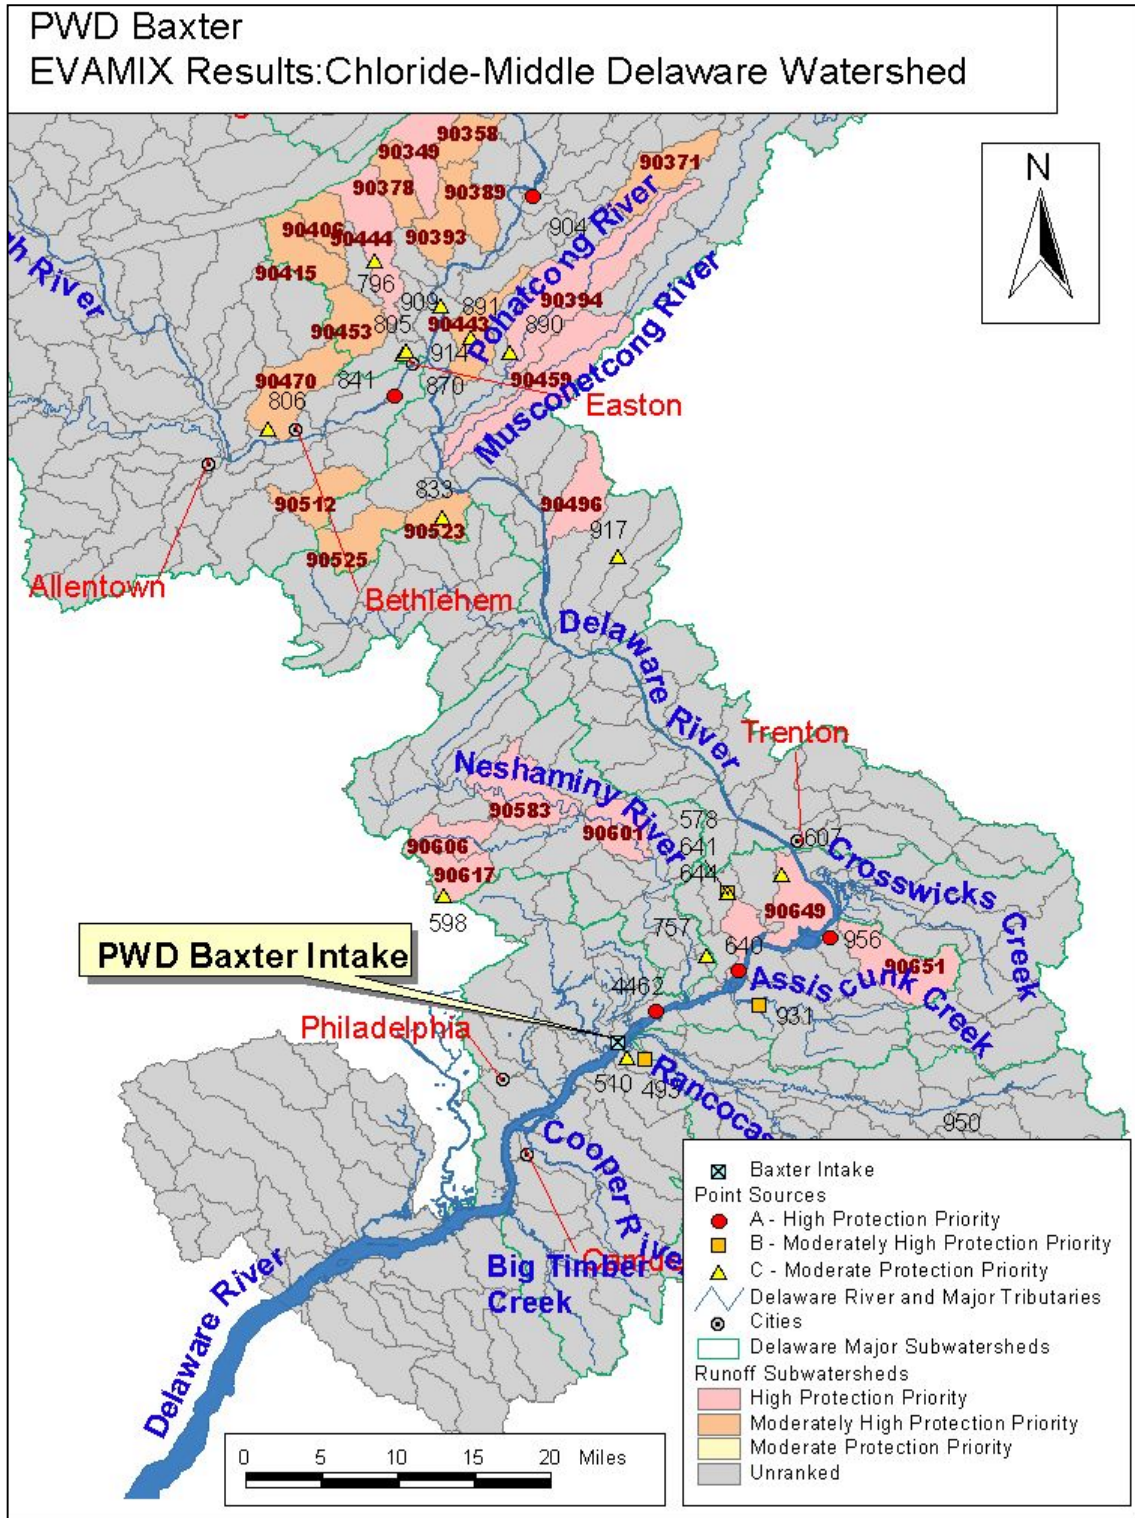 PWD Baxter
EVAMIX Results:Chloride-Middle Delaware Watershed
N
90358
90349
90371
90378
90389
904
90406
90444
90393
Pohatcong River
90415
796
90394
Musconetcong River
909
891
90453
805
90443
890
914
90470
841
870
90459
806
Easton
833
90496
90512
90523
917
90525
Allentown
Bethlehem
Delaware River
Trenton
Neshaminy River
90583
578
90601
607
641
Crosswicks Creek
90606
644
90617
90649
598
757
956
PWD Baxter Intake
640
90651
Assiscunk Creek
4462
931
Philadelphia
510
493
950
Cooper River
Big Timber
Creek
Delaware River
Baxter Intake
Point Sources
A - High Protection Priority
B - Moderately High Protection Priority
C - Moderate Protection Priority
Delaware River and Major Tributaries
Cities
Delaware Major Subwatersheds
Runoff Subwatersheds
High Protection Priority
Moderately High Protection Priority
Moderate Protection Priority
Unranked
0 5 10 15 20 Miles